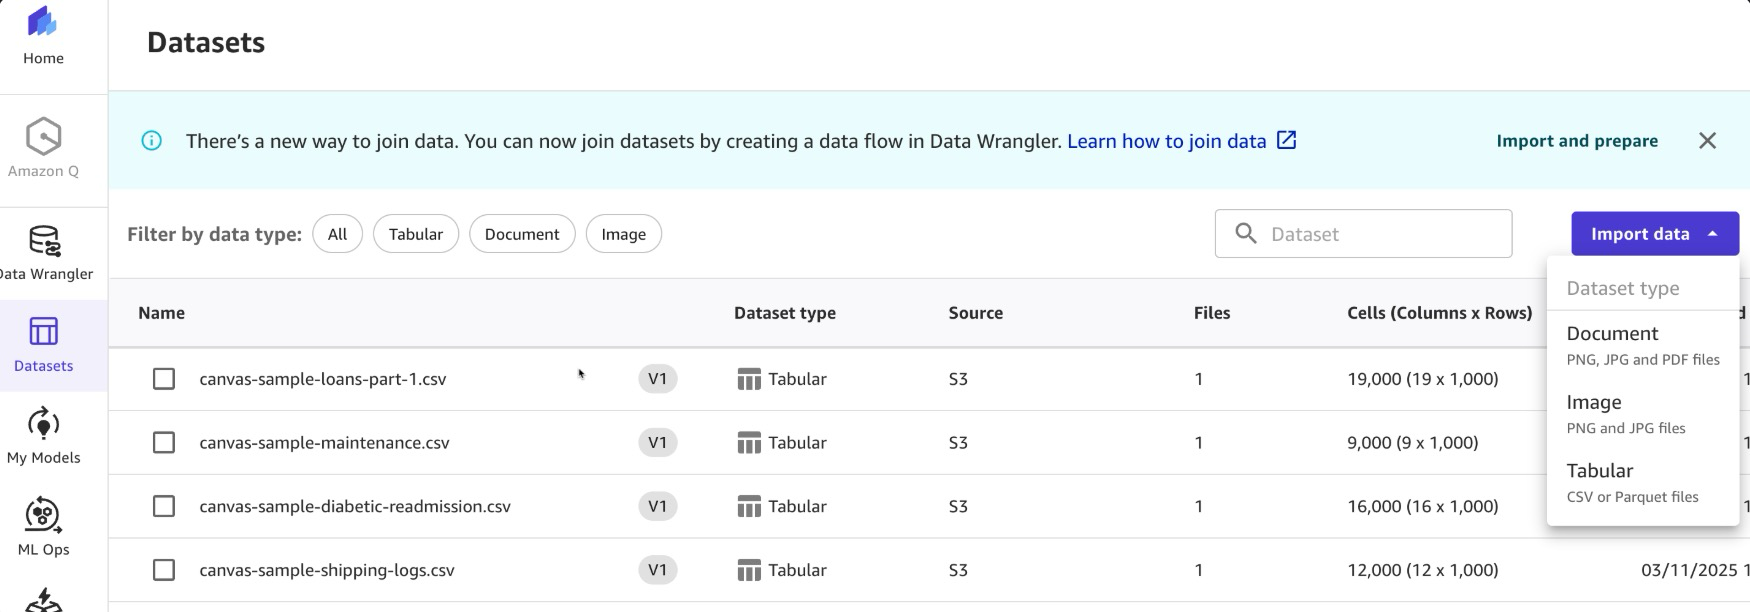 Home
Amazon Q
Data Wrangler
Datasets
My Models
ML Ops
Datasets
There’s a new way to join data. You can now join datasets by creating a data flow in Data Wrangler. Learn how to join data
Import and prepare
Filter by data type: All Tabular Document Image
Dataset
Import data
Dataset type
Document
PNG, JPG and PDF files
Image
PNG and JPG files
Tabular
CSV or Parquet files
Name Dataset type Source Files Cells (Columns x Rows)
canvas-sample-loans-part-1.csv V1 Tabular S3 1 19,000 (19 x 1,000)
canvas-sample-maintenance.csv V1 Tabular S3 1 9,000 (9 x 1,000)
canvas-sample-diabetic-readmission.csv V1 Tabular S3 1 16,000 (16 x 1,000)
canvas-sample-shipping-logs.csv V1 Tabular S3 1 12,000 (12 x 1,000) 03/11/2025 1